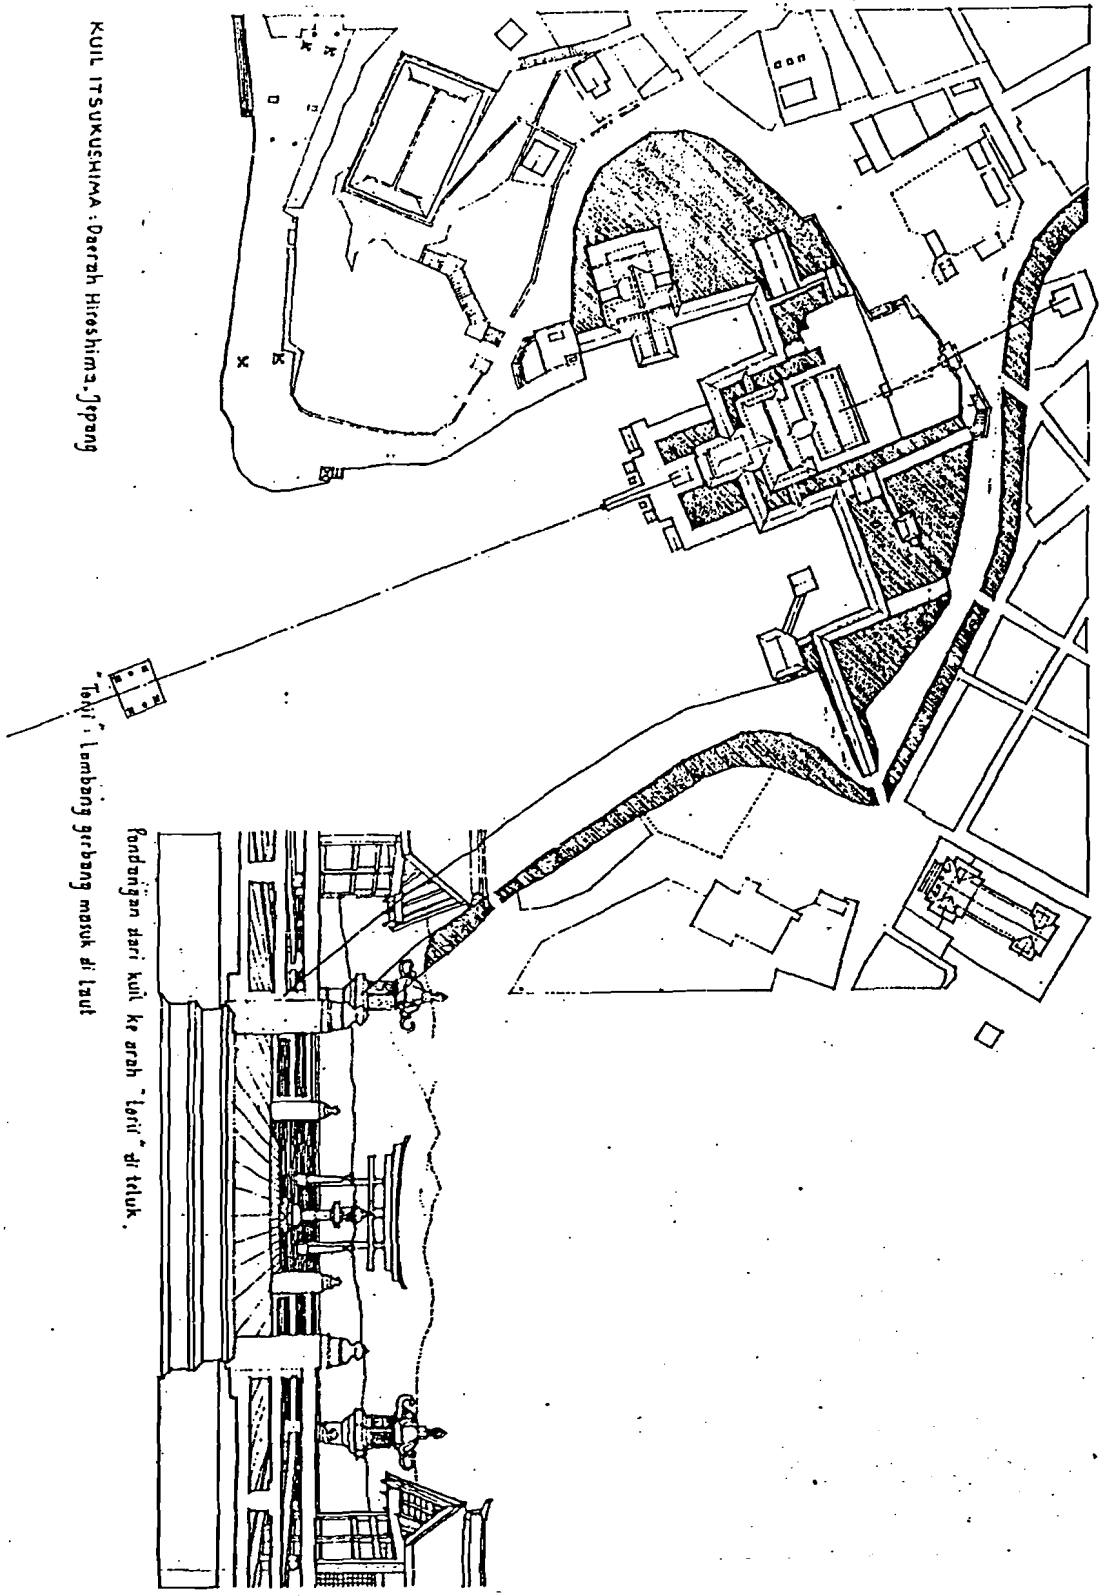 KUIL ITSUKUSHIMA : Daerah Hiroshima, Jepang
"Torii": Lambang gerbang masuk di laut
Pandangan dari kuil ke arah "torii" di teluk.